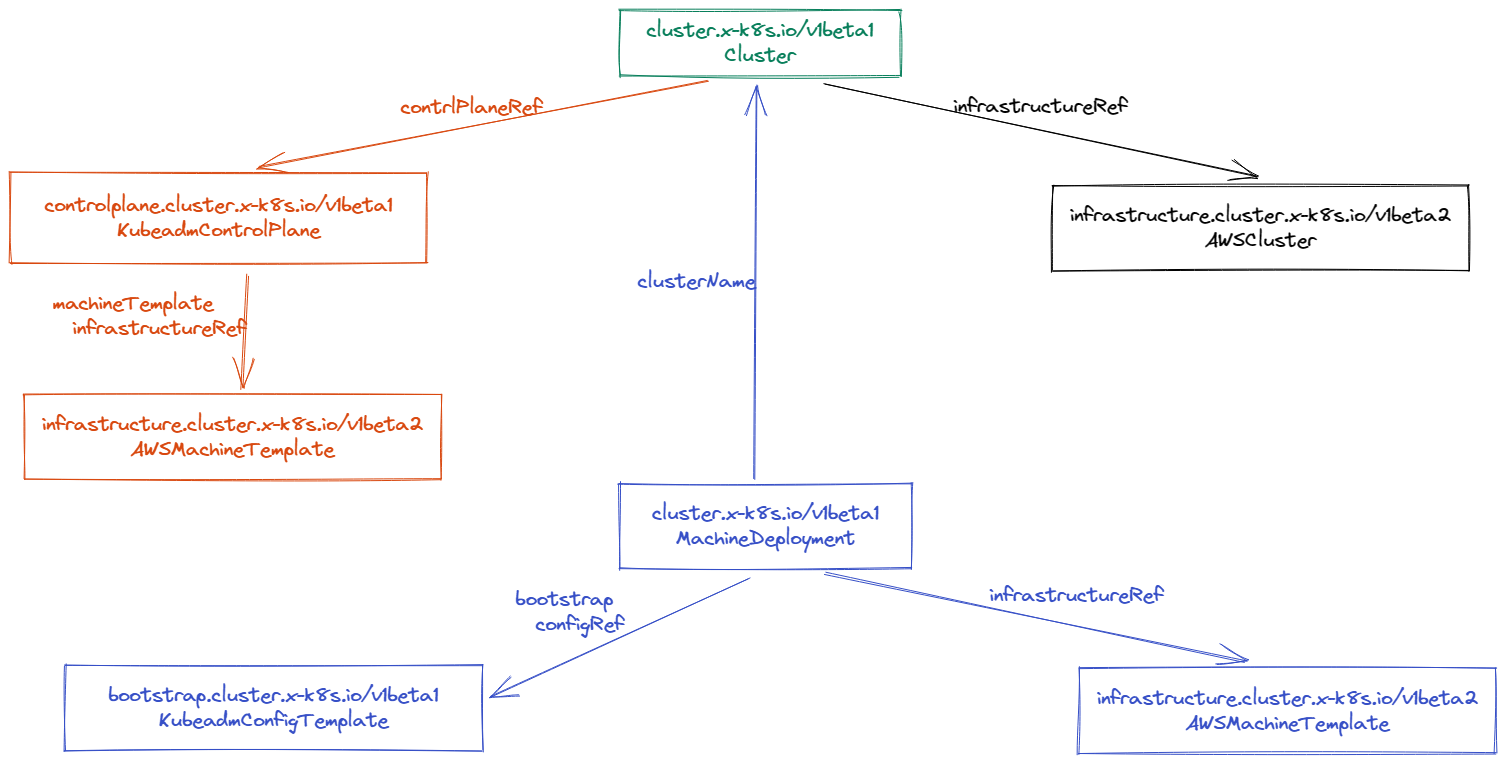 cluster.x-k8s.io/v1beta1
Cluster
contrlPlaneRef
infrastructureRef
controlplane.cluster.x-k8s.io/v1beta1
KubeadmControlPlane
infrastructure.cluster.x-k8s.io/v1beta2
AWSCluster
clusterName
machineTemplate
infrastructureRef
infrastructure.cluster.x-k8s.io/v1beta2
AWSMachineTemplate
cluster.x-k8s.io/v1beta1
MachineDeployment
bootstrap
configRef
infrastructureRef
bootstrap.cluster.x-k8s.io/v1beta1
KubeadmConfigTemplate
infrastructure.cluster.x-k8s.io/v1beta2
AWSMachineTemplate